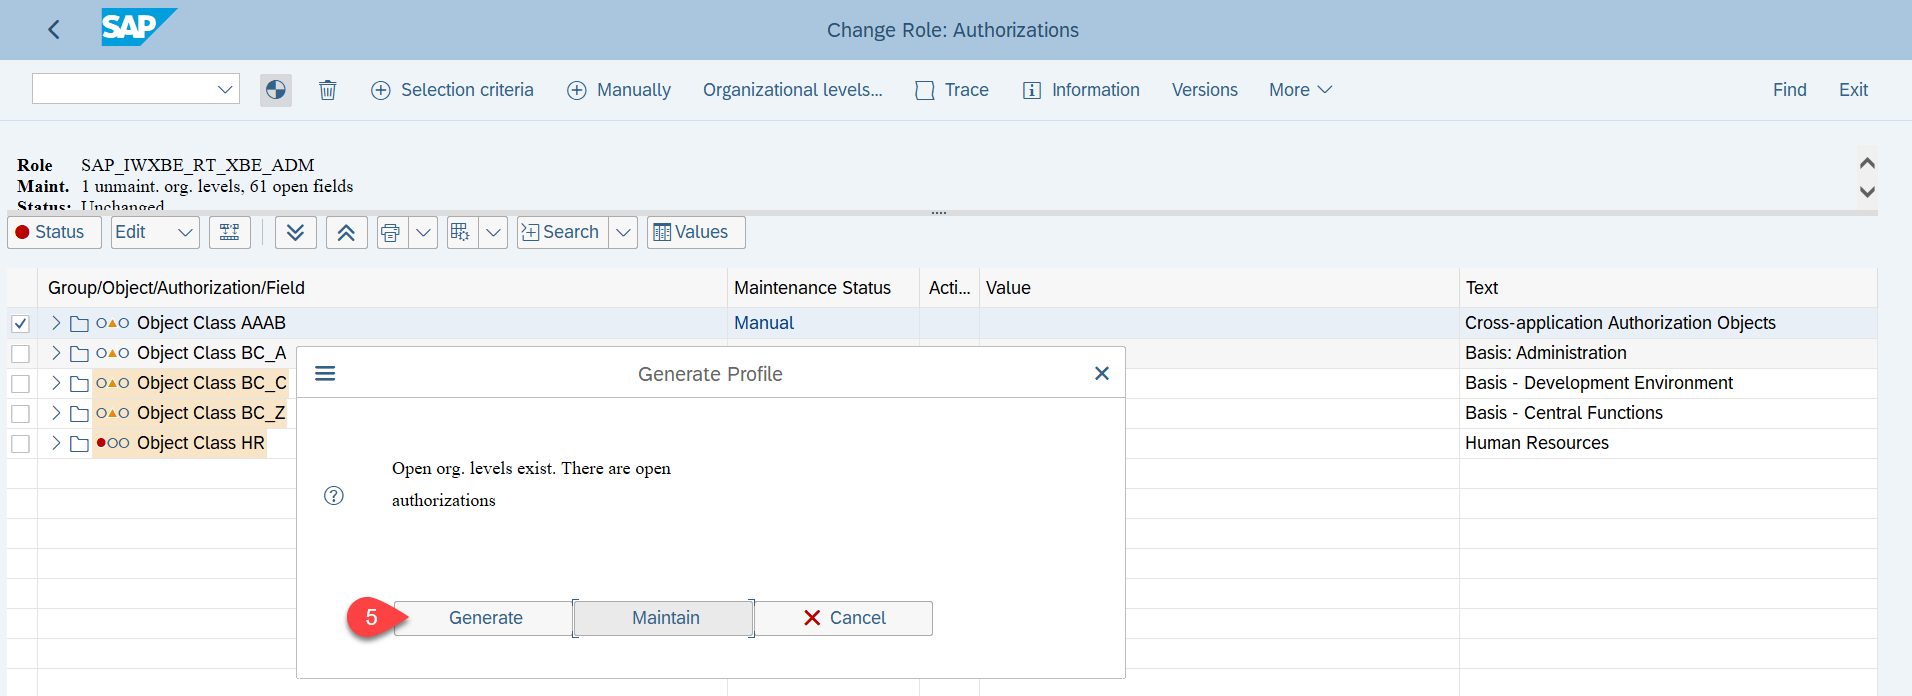 SAP
Change Role: Authorizations
Selection criteria Manually Organizational levels... Trace Information Versions More Find Exit
Role SAP_IWXBE_RT_XBE_ADM
Maint. 1 unmaint. org. levels, 61 open fields
Status: Unchanged
Status Edit Search Values
Group/Object/Authorization/Field Maintenance Status Acti... Value Text
Object Class AAAB Manual Cross-application Authorization Objects
Object Class BC_A Basis: Administration
Object Class BC_C Basis - Development Environment
Object Class BC_Z Basis - Central Functions
Object Class HR Human Resources
Generate Profile
Open org. levels exist. There are open
authorizations
5 Generate Maintain Cancel